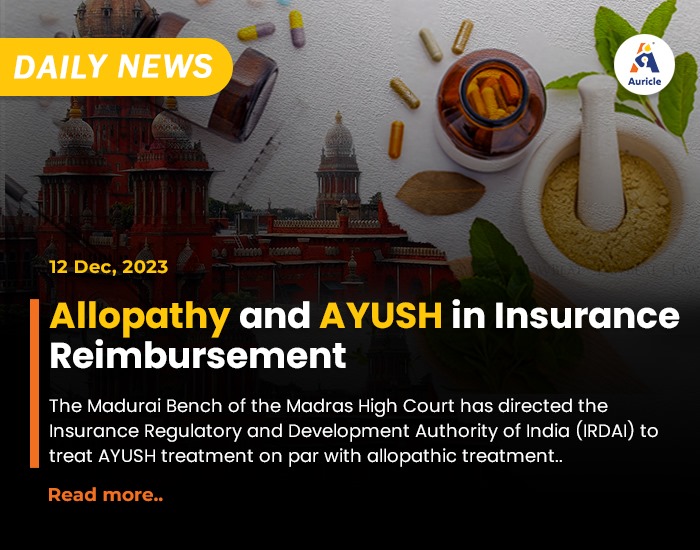 DAILY NEWS
Auricle
12 Dec, 2023
Allopathy and AYUSH in Insurance
Reimbursement
The Madurai Bench of the Madras High Court has directed the
Insurance Regulatory and Development Authority of India (IRDAI) to
treat AYUSH treatment on par with allopathic treatment..
Read more..